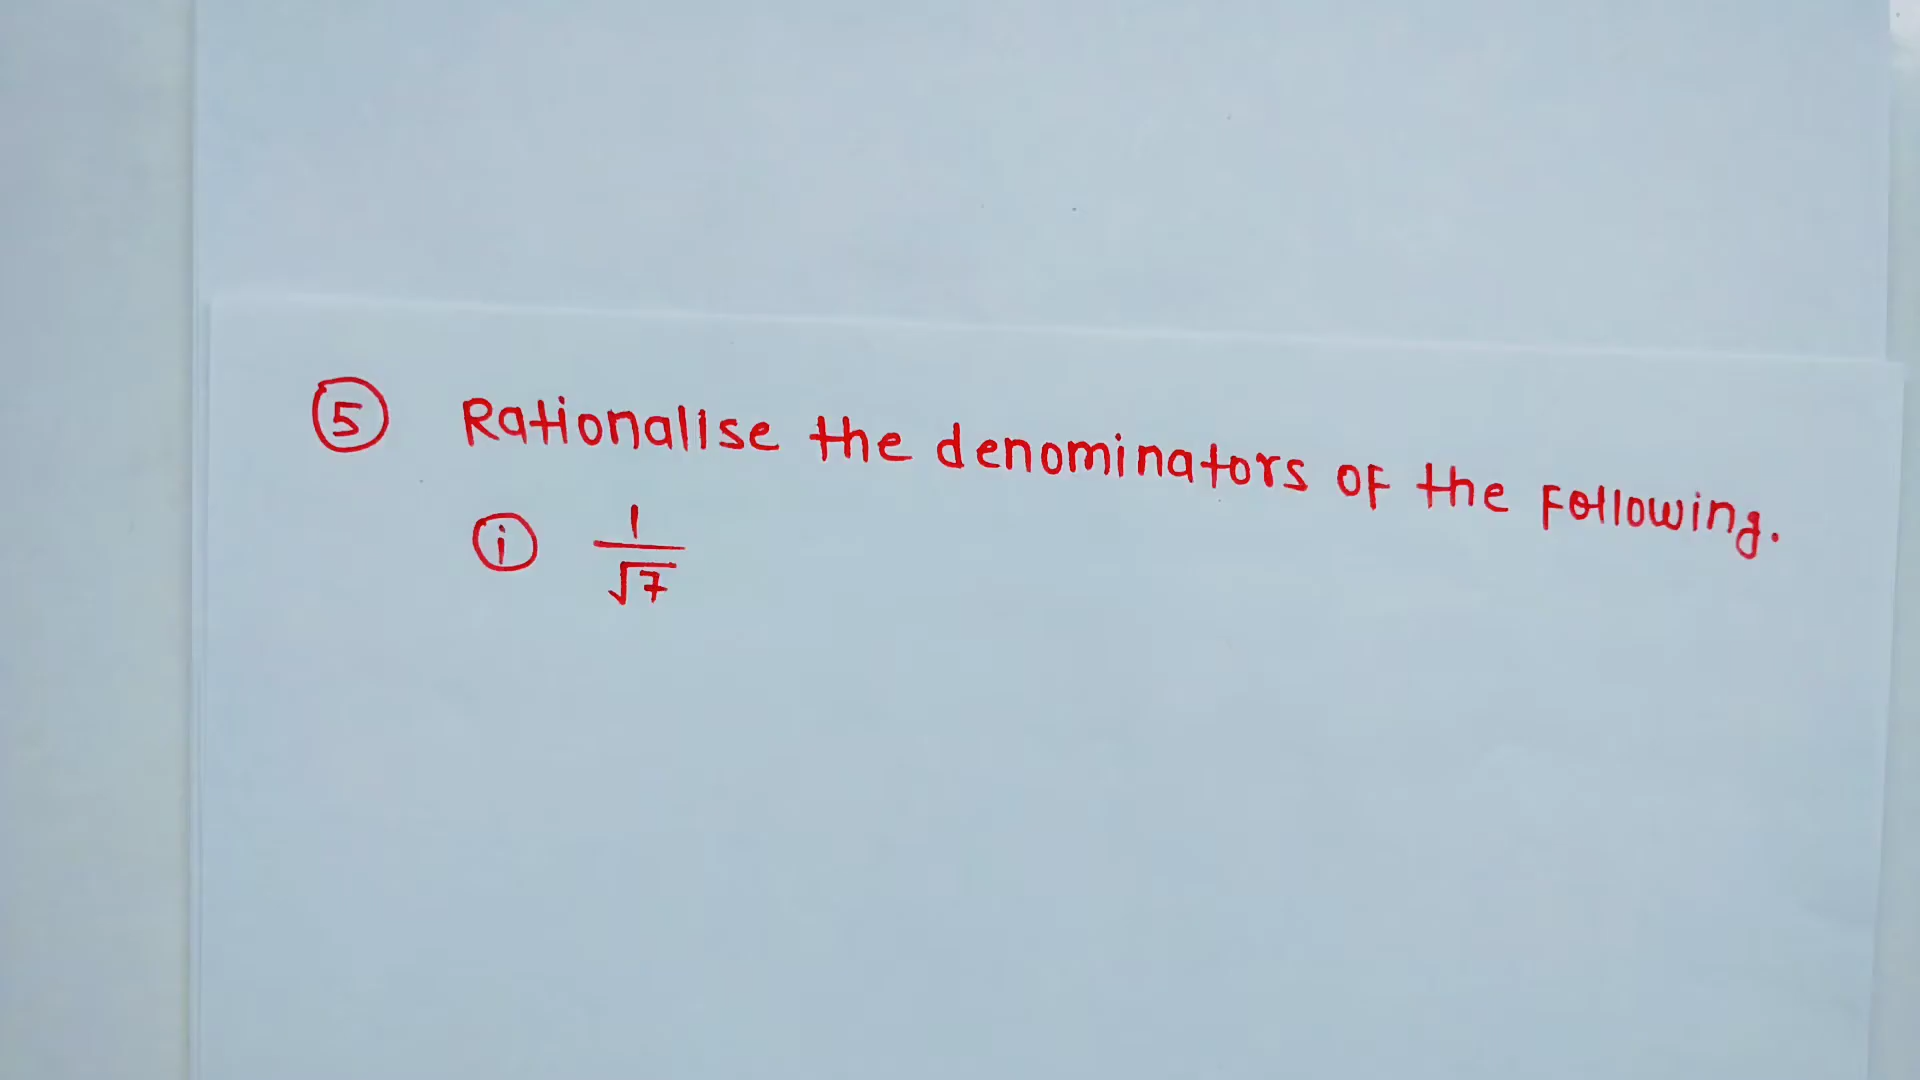 5 Rationalise the denominators of the following.
i 1/√7